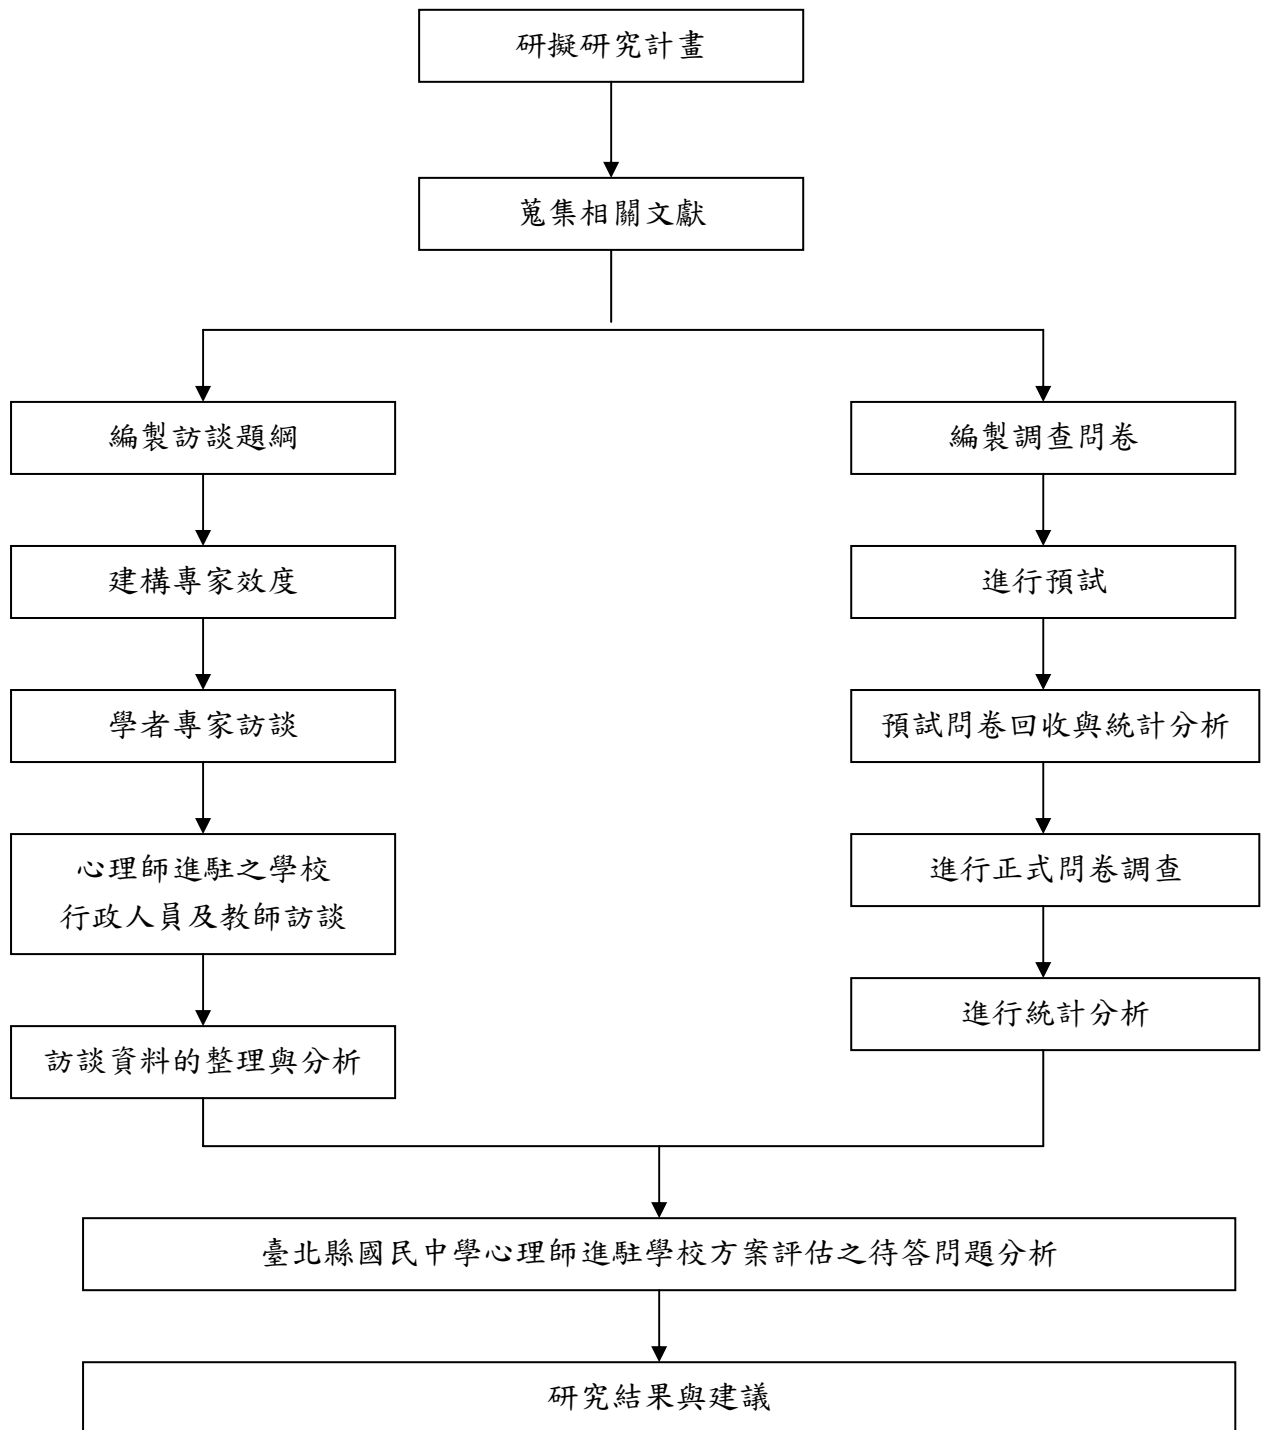 研擬研究計畫
蒐集相關文獻
編製訪談題綱
建構專家效度
學者專家訪談
心理師進駐之學校
行政人員及教師訪談
訪談資料的整理與分析
編製調查問卷
進行預試
預試問卷回收與統計分析
進行正式問卷調查
進行統計分析
臺北縣國民中學心理師進駐學校方案評估之待答問題分析
研究結果與建議